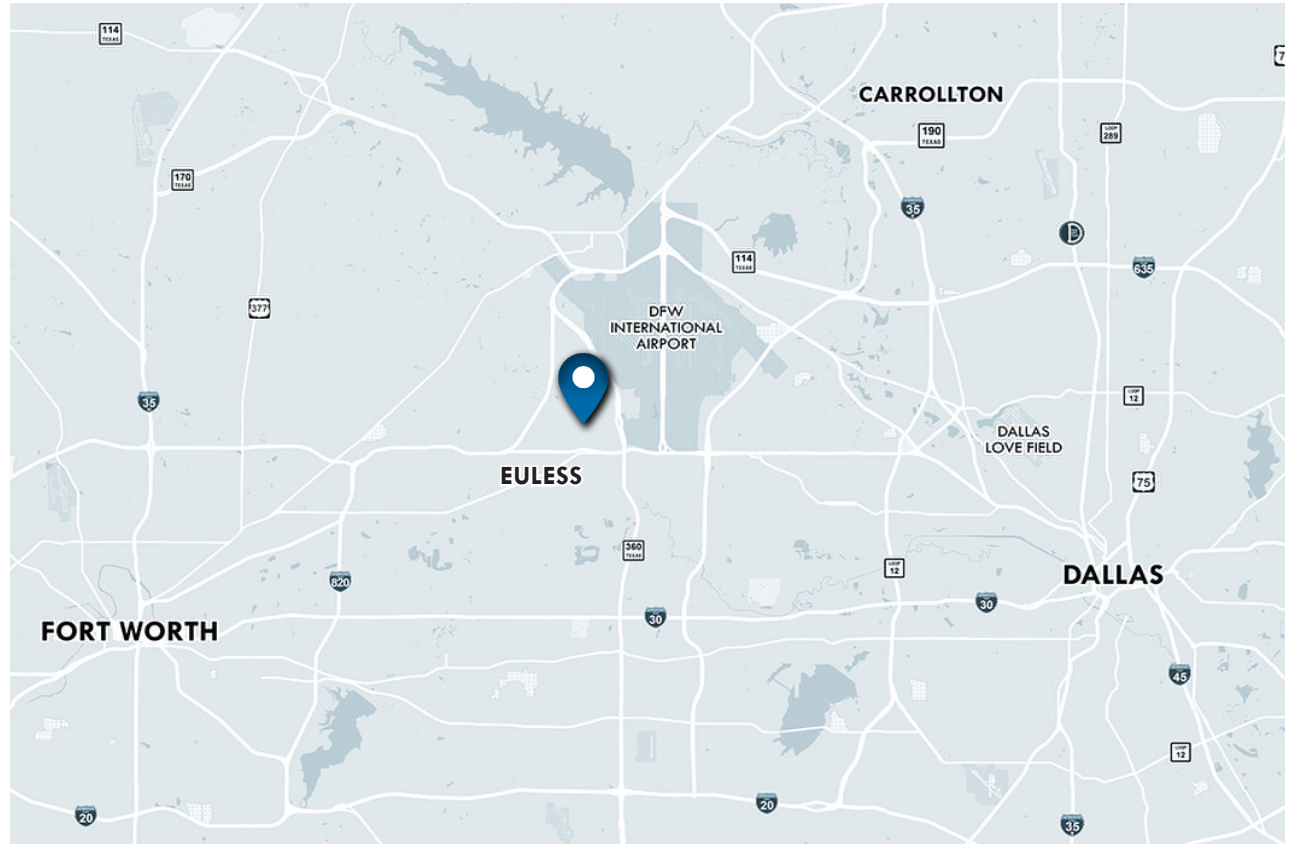 114
TEXAS
7
CARROLLTON
190
TEXAS
LOOP
289
170
TEXAS
35
D
114
TEXAS
635
377
DFW
INTERNATIONAL
AIRPORT
35
LOOP
12
DALLAS
LOVE FIELD
EULESS
75
360
TEXAS
LOOP
12
820
DALLAS
30
30
FORT WORTH
45
LOOP
12
20
20
35